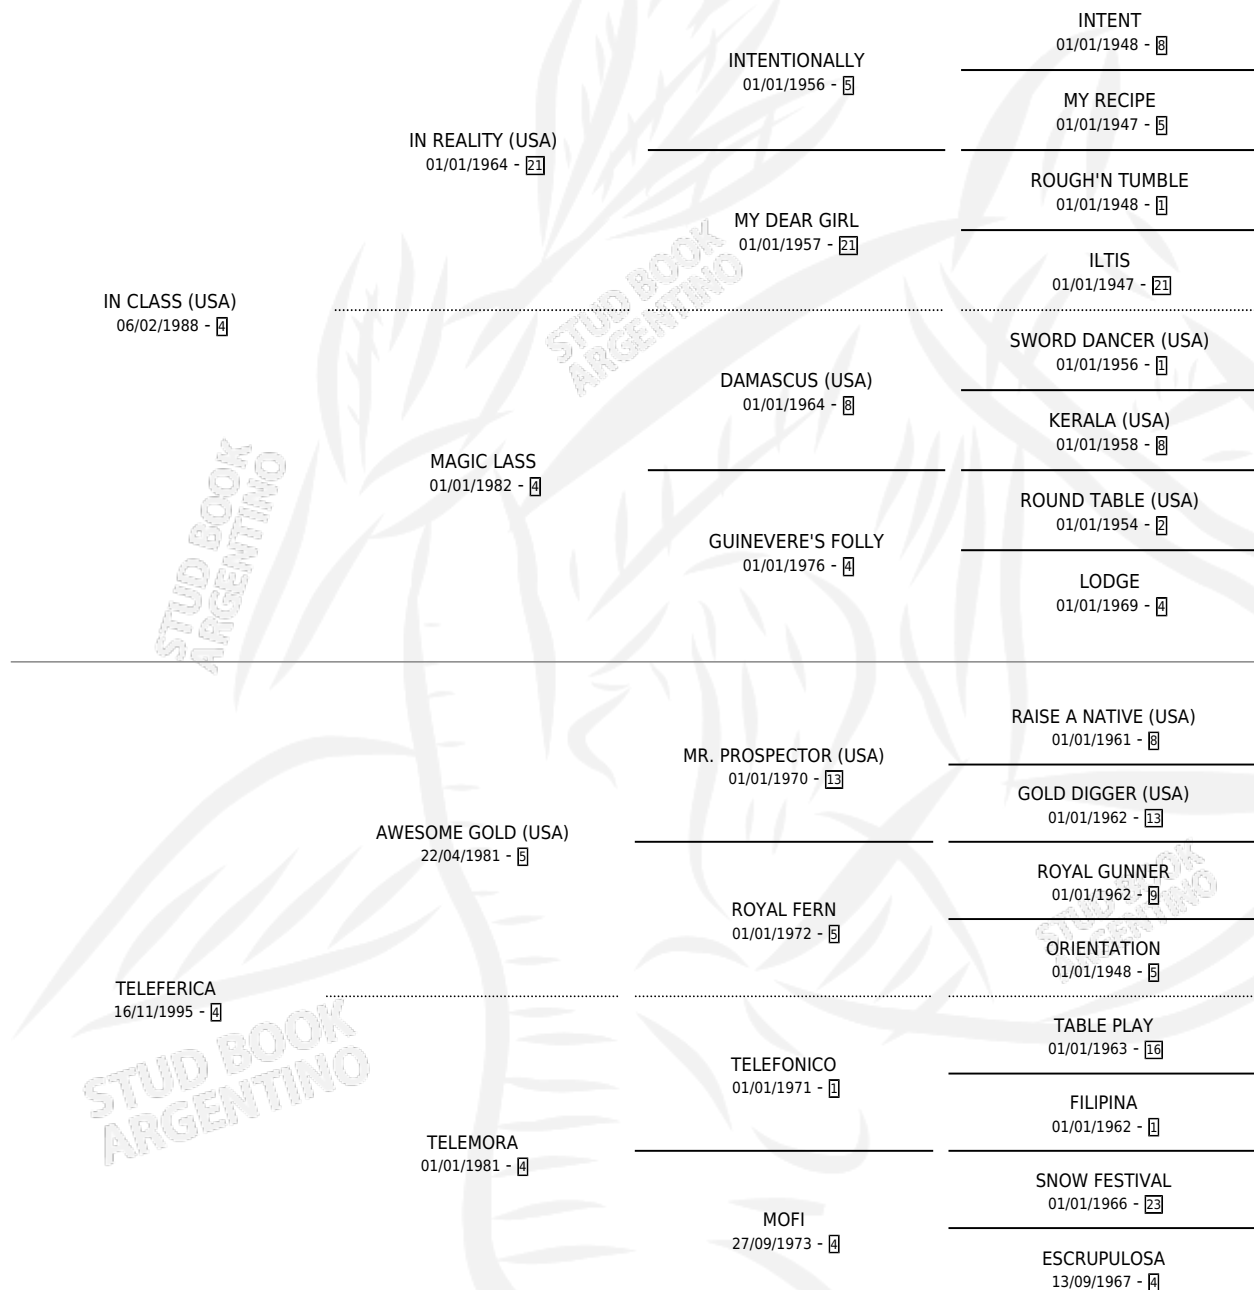 INTENT
01/01/1948 - 8
INTENTIONALLY
01/01/1956 - 5
MY RECIPE
01/01/1947 - 5
IN REALITY (USA)
01/01/1964 - 21
ROUGH'N TUMBLE
01/01/1948 - 1
MY DEAR GIRL
01/01/1957 - 21
ILTIS
01/01/1947 - 21
IN CLASS (USA)
06/02/1988 - 4
SWORD DANCER (USA)
01/01/1956 - 1
DAMASCUS (USA)
01/01/1964 - 8
KERALA (USA)
01/01/1958 - 8
MAGIC LASS
01/01/1982 - 4
ROUND TABLE (USA)
01/01/1954 - 2
GUINEVERE'S FOLLY
01/01/1976 - 4
LODGE
01/01/1969 - 4
RAISE A NATIVE (USA)
01/01/1961 - 8
MR. PROSPECTOR (USA)
01/01/1970 - 13
GOLD DIGGER (USA)
01/01/1962 - 13
AWESOME GOLD (USA)
22/04/1981 - 5
ROYAL GUNNER
01/01/1962 - 9
ROYAL FERN
01/01/1972 - 5
ORIENTATION
01/01/1948 - 5
TELEFERICA
16/11/1995 - 4
TABLE PLAY
01/01/1963 - 16
TELEFONICO
01/01/1971 - 1
FILIPINA
01/01/1962 - 1
TELEMORA
01/01/1981 - 4
SNOW FESTIVAL
01/01/1966 - 23
MOFI
27/09/1973 - 4
ESCRUPULOSA
13/09/1967 - 4
STUD BOOK
ARGENTINO
STUD BOOK
ARGENTINO
STUD BOOK
ARGENTINO
STUD BOOK
ARGENTINO